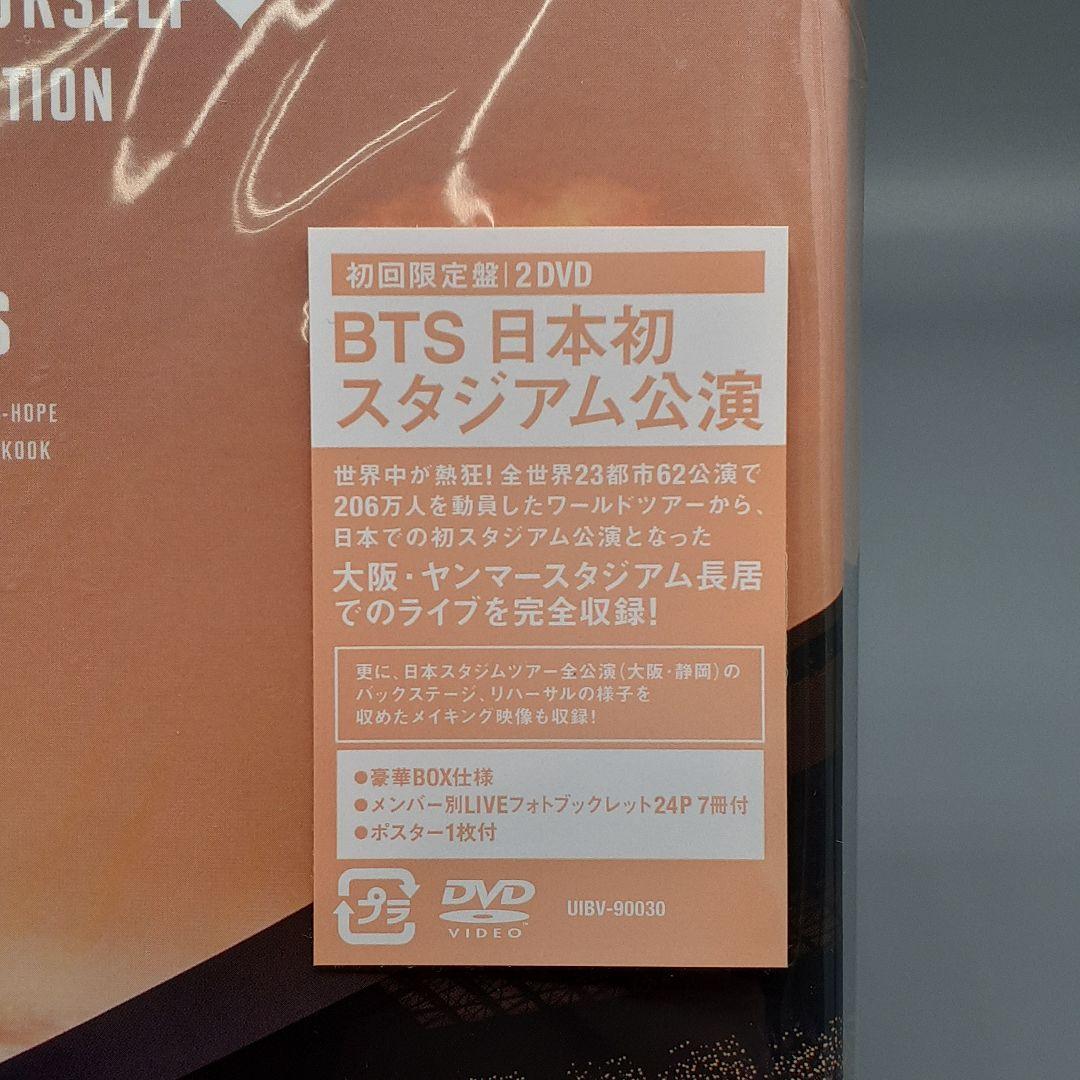 URSELF
TION
S
-HOPE
KOOK
初回限定盤|2DVD
BTS 日本初
スタジアム公演
世界中が熱狂!全世界23都市62公演で
206万人を動員したワールドツアーから、
日本での初スタジアム公演となった
大阪・ヤンマースタジアム長居
でのライブを完全収録!
更に、日本スタジムツアー全公演(大阪・静岡)の
バックステージ、リハーサルの様子を
収めたメイキング映像も収録!
●豪華BOX仕様
●メンバー別LIVEフォトブックレット24P 7冊付
●ポスター1枚付
プラ
DVD
VIDEO™
UIBV-90030